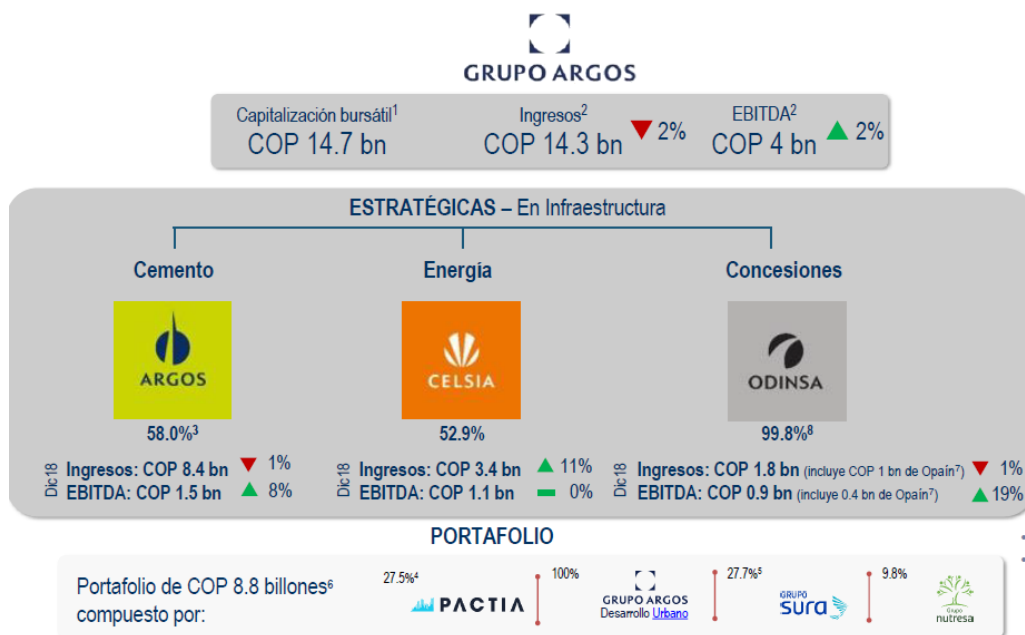 GRUPO ARGOS
Capitalización bursátil1
COP 14.7 bn
Ingresos2
COP 14.3 bn
2%
EBITDA2
COP 4 bn
2%
ESTRATÉGICAS – En Infraestructura
Cemento
ARGOS
58.0%3
Dic18
Ingresos: COP 8.4 bn
1%
EBITDA: COP 1.5 bn
8%
Energía
CELSIA
52.9%
Dic18
Ingresos: COP 3.4 bn
11%
EBITDA: COP 1.1 bn
0%
Concesiones
ODINSA
99.8%8
Dic18
Ingresos: COP 1.8 bn (incluye COP 1 bn de Opaín7)
1%
EBITDA: COP 0.9 bn (incluye 0.4 bn de Opaín7)
19%
PORTAFOLIO
Portafolio de COP 8.8 billones6
compuesto por:
27.5%4
PACTIA
100%
GRUPO ARGOS
Desarrollo Urbano
27.7%5
GRUPO
sura
9.8%
Grupo
nutresa